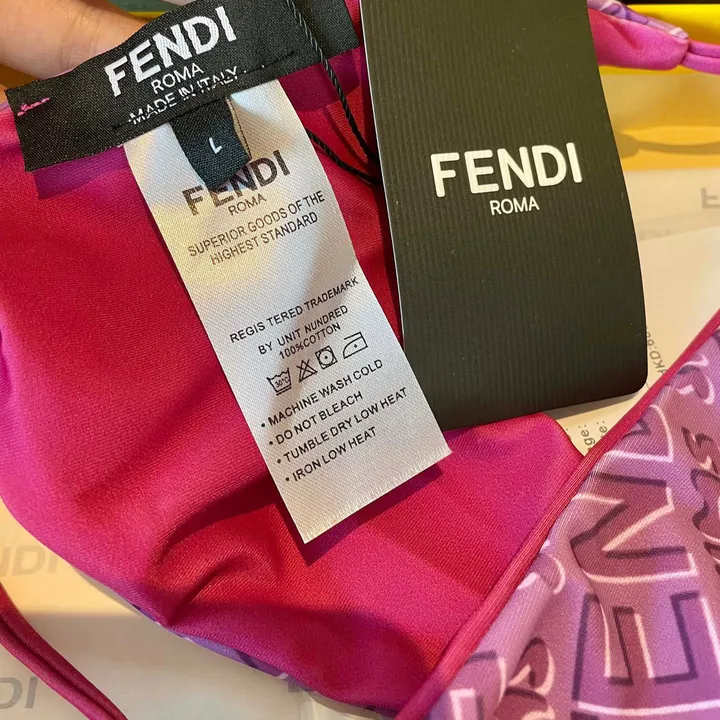 FENDI
ROMA
MADE IN ITALY
L
FENDI
ROMA
SUPERIOR GOODS OF THE
HIGHEST STANDARD
REGIS TERED TRADEMARK
BY UNIT NUNDRED
100%COTTON
30°C
• MACHINE WASH COLD
• DO NOT BLEACH
• TUMBLE DRY LOW HEAT
• IRON LOW HEAT
FENDI
ROMA